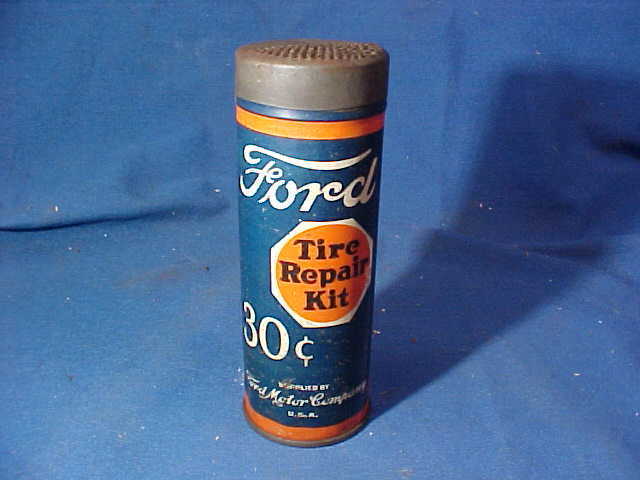 Ford
Tire
Repair
Kit
30¢
SUPPLIED BY
Ford Motor Company
U.S.A.